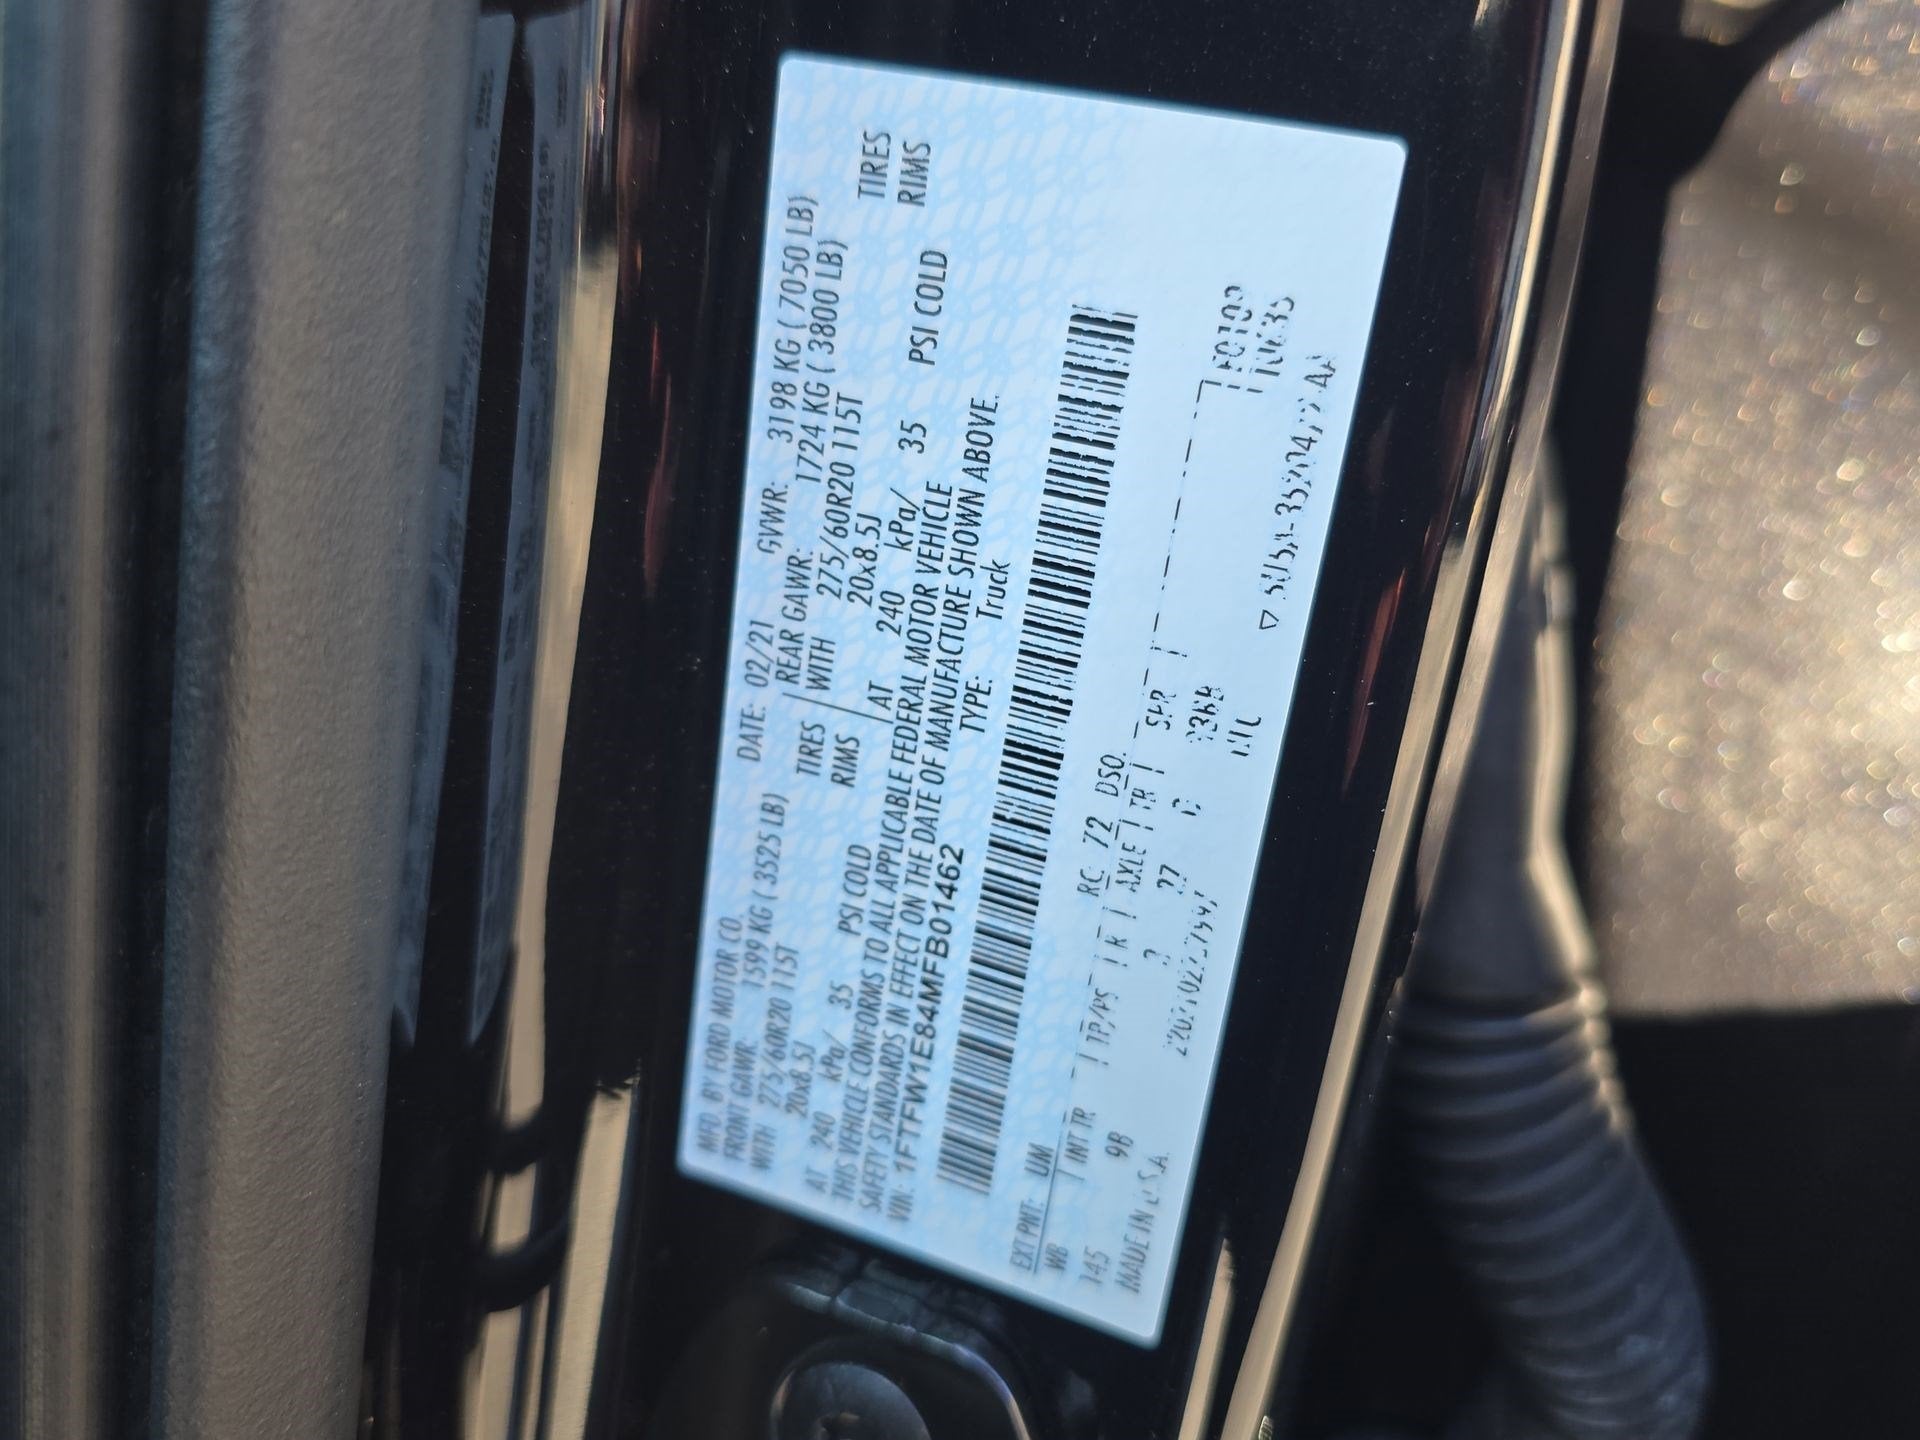 MFD. BY FORD MOTOR CO.
DATE: 02/21 GVWR: 3198 KG ( 7050 LB)
FRONT GAWR: 1599 KG ( 3525 LB) REAR GAWR: 1724 KG ( 3800 LB)
WITH 275/60R20 115T TIRES WITH 275/60R20 115T TIRES
20x8.5J RIMS 20x8.5J RIMS
AT 240 kPa/ 35 PSI COLD AT 240 kPa/ 35 PSI COLD
THIS VEHICLE CONFORMS TO ALL APPLICABLE FEDERAL MOTOR VEHICLE
SAFETY STANDARDS IN EFFECT ON THE DATE OF MANUFACTURE SHOWN ABOVE.
VIN: 1FTFW1E84MFB01462 TYPE: Truck
EXT PNT: UM RC: 72 DSO:
WB INT TR TP/PS R AXLE TR SPR
145 9B 27
MADE IN U.S.A.